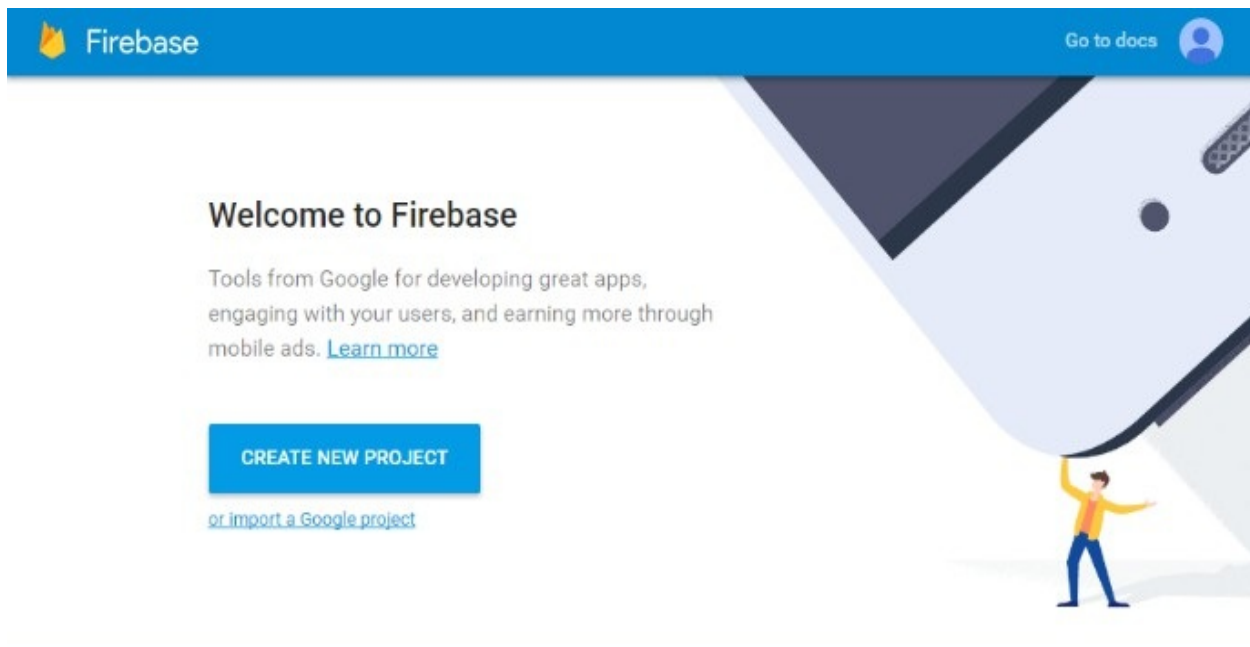 Firebase
Go to docs
Welcome to Firebase
Tools from Google for developing great apps,
engaging with your users, and earning more through
mobile ads. Learn more
CREATE NEW PROJECT
or import a Google project